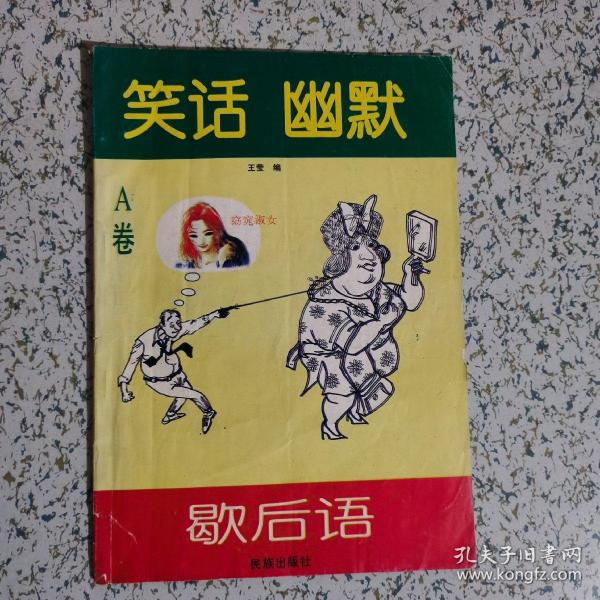 笑话 幽默
王莹 编
A
卷
窈窕淑女
歇后语
民族出版社
孔夫子旧书网
www.kongfz.com